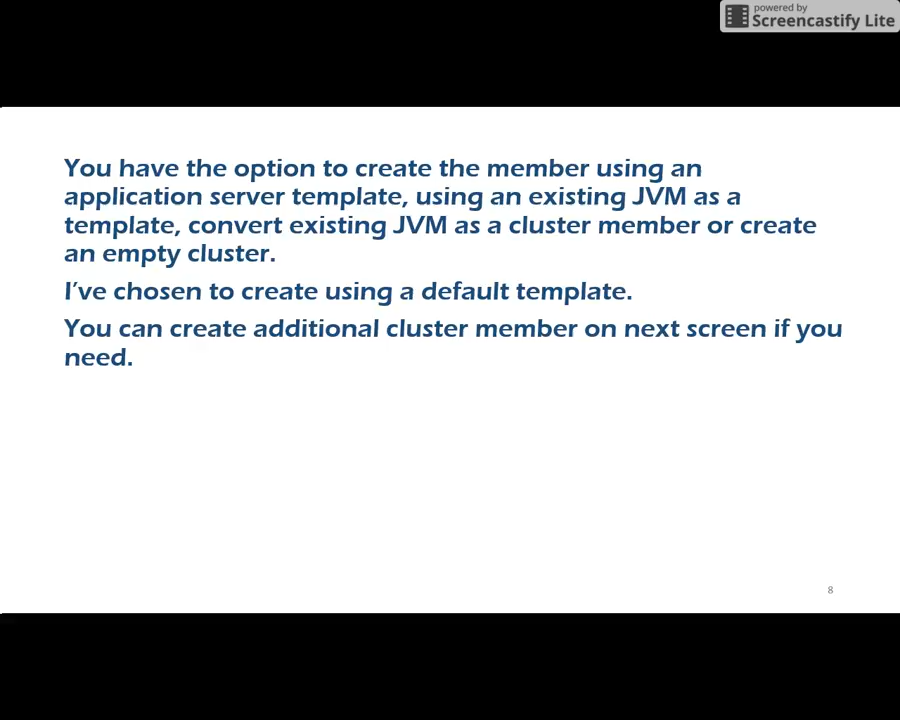 powered by
Screencastify Lite
You have the option to create the member using an
application server template, using an existing JVM as a
template, convert existing JVM as a cluster member or create
an empty cluster.
I've chosen to create using a default template.
You can create additional cluster member on next screen if you
need.
8